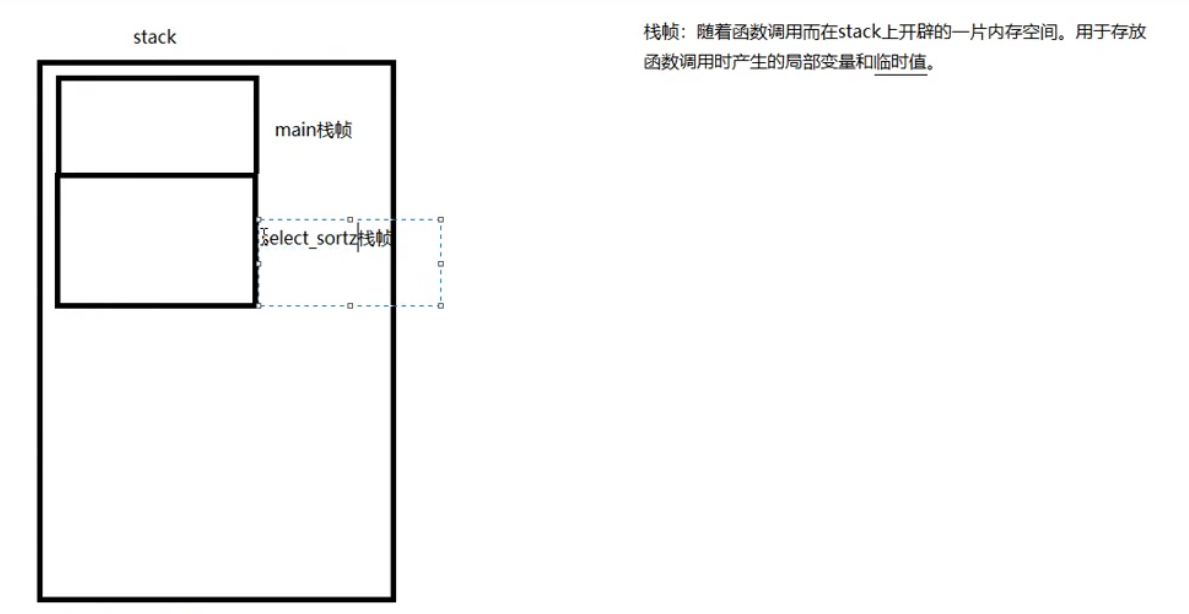 stack
栈帧：随着函数调用而在stack上开辟的一片内存空间。用于存放
函数调用时产生的局部变量和临时值。
main栈帧
select_sortz栈帧